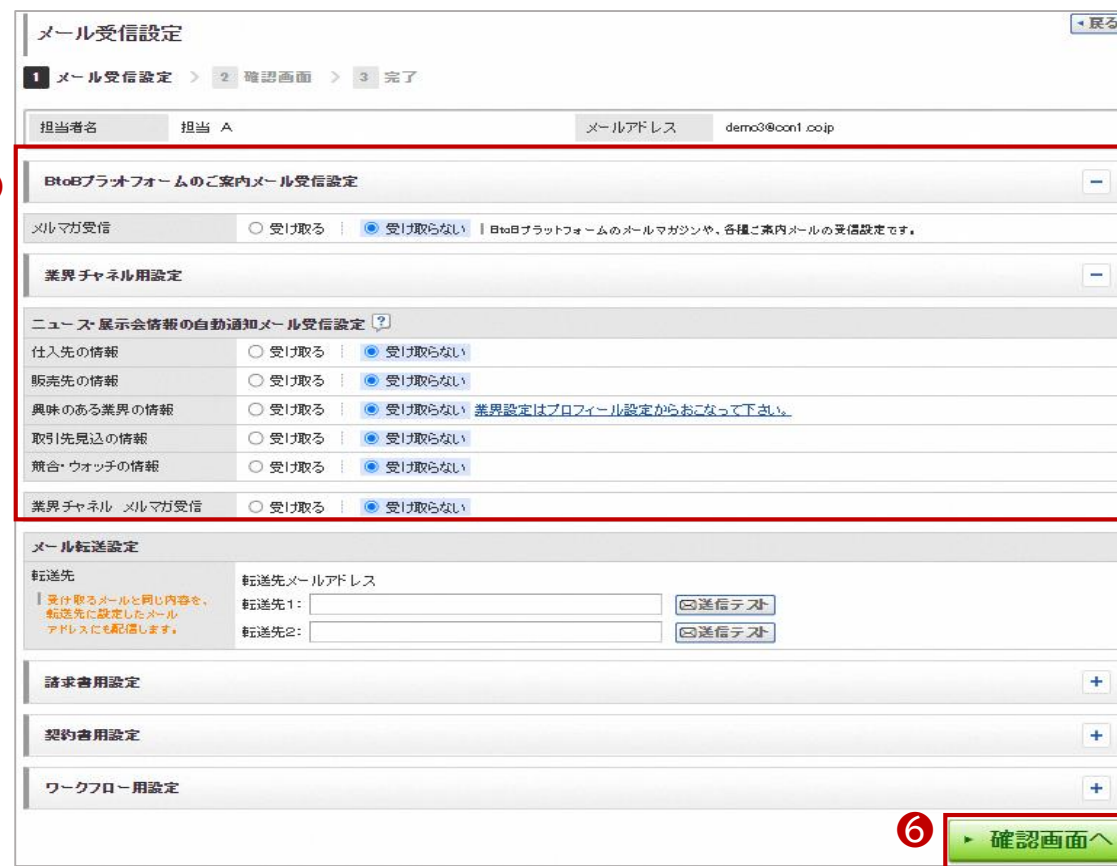 メール受信設定
戻る
1 メール受信設定 > 2 確認画面 > 3 完了
担当者名 担当 A メールアドレス demo3@con1.co.jp
BtoBプラットフォームのご案内メール受信設定
メルマガ受信 受け取る 受け取らない BtoBプラットフォームのメールマガジンや、各種ご案内メールの受信設定です。
業界チャネル用設定
ニュース・展示会情報の自動通知メール受信設定 ?
仕入先の情報 受け取る 受け取らない
販売先の情報 受け取る 受け取らない
興味のある業界の情報 受け取る 受け取らない 業界設定はプロフィール設定からおこなって下さい。
取引先見込の情報 受け取る 受け取らない
競合・ウォッチの情報 受け取る 受け取らない
業界チャネル メルマガ受信 受け取る 受け取らない
メール転送設定
転送先
受け取るメールと同じ内容を、
転送先に設定したメール
アドレスにも配信します。
転送先メールアドレス
転送先1: 送信テスト
転送先2: 送信テスト
請求書用設定
契約書用設定
ワークフロー用設定
6 確認画面へ